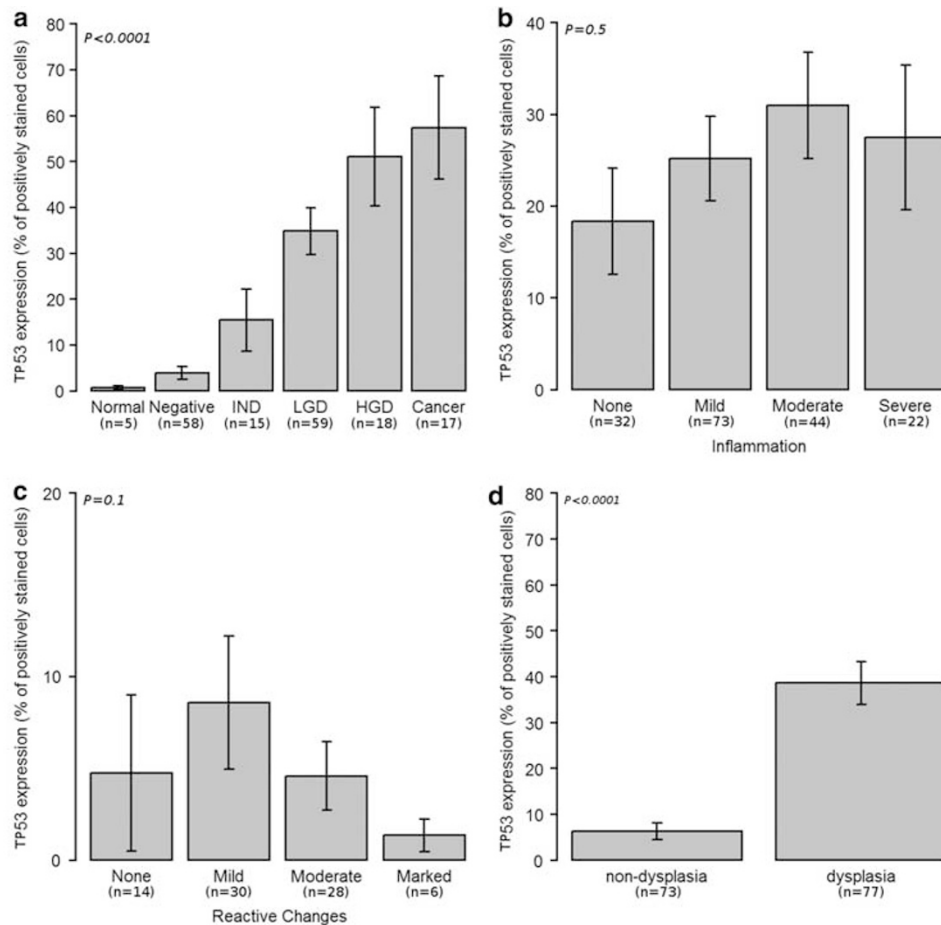 a
P<0.0001
TP53 expression (% of positively stained cells)
80
70
60
50
40
30
20
10
0
Normal Negative IND LGD HGD Cancer
(n=5) (n=58) (n=15) (n=59) (n=18) (n=17)
b
P=0.5
TP53 expression (% of positively stained cells)
40
30
20
10
0
None Mild Moderate Severe
(n=32) (n=73) (n=44) (n=22)
Inflammation
c
P=0.1
TP53 expression (% of positively stained cells)
20
10
0
None Mild Moderate Marked
(n=14) (n=30) (n=28) (n=6)
Reactive Changes
d
P<0.0001
TP53 expression (% of positively stained cells)
80
70
60
50
40
30
20
10
0
non-dysplasia dysplasia
(n=73) (n=77)